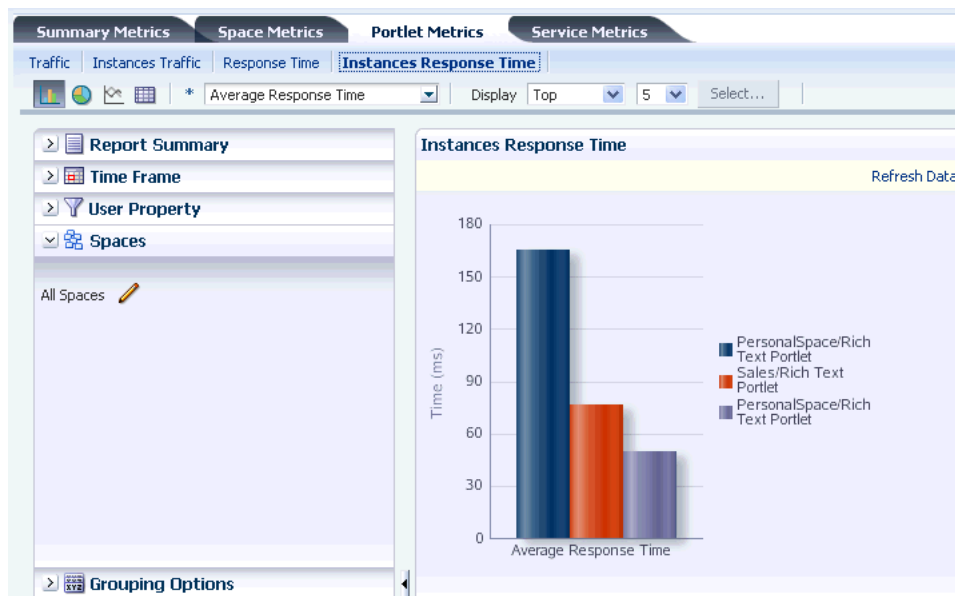 Summary Metrics Space Metrics Portlet Metrics Service Metrics
Traffic Instances Traffic Response Time Instances Response Time
* Average Response Time Display Top 5 Select...
Report Summary
Time Frame
User Property
Spaces
All Spaces
Grouping Options
Instances Response Time
Refresh Data
180
150
120
90
60
30
0
Time (ms)
Average Response Time
PersonalSpace/Rich
Text Portlet
Sales/Rich Text
Portlet
PersonalSpace/Rich
Text Portlet